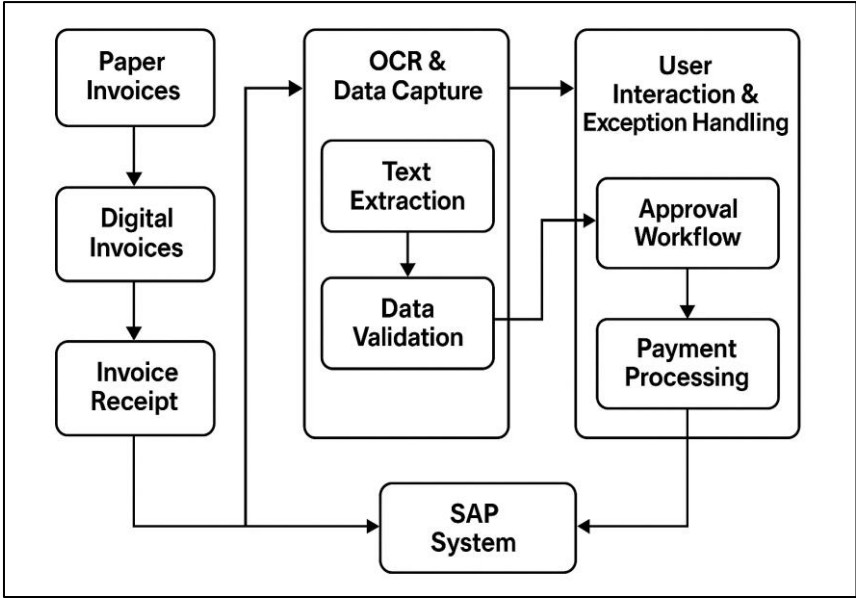 Paper
Invoices
Digital
Invoices
Invoice
Receipt
OCR &
Data Capture
Text
Extraction
Data
Validation
User
Interaction &
Exception Handling
Approval
Workflow
Payment
Processing
SAP
System